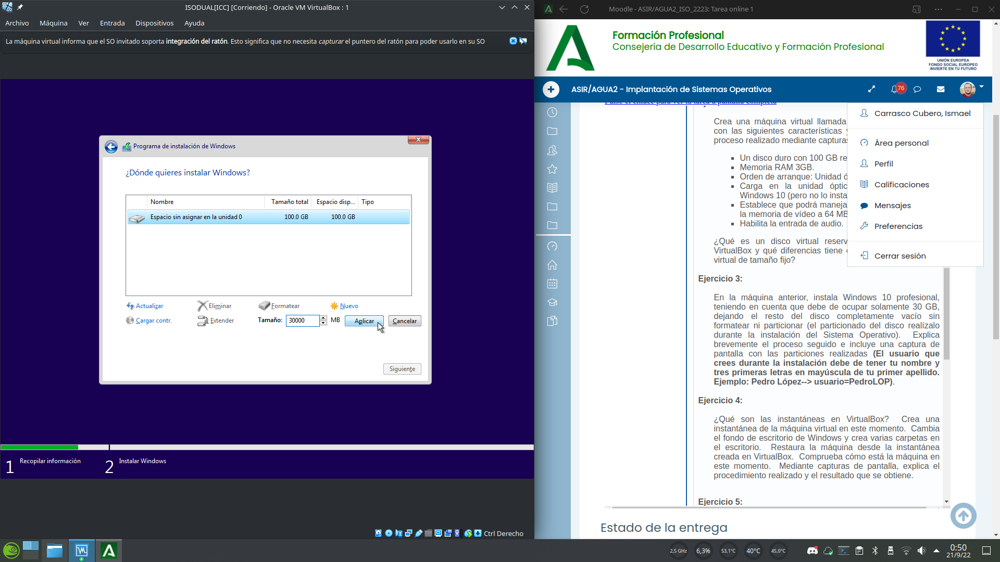 ISODUAL[ICC] [Corriendo] - Oracle VM VirtualBox : 1
Archivo Máquina Ver Entrada Dispositivos Ayuda
La máquina virtual informa que el SO invitado soporta integración del ratón. Esto significa que no necesita capturar el puntero del ratón para poder usarlo en su SO
Programa de instalación de Windows
¿Dónde quieres instalar Windows?
Nombre Tamaño total Espacio disp... Tipo
Espacio sin asignar en la unidad 0 100.0 GB 100.0 GB
Actualizar Eliminar Formatear Nuevo
Cargar contr. Extender Tamaño: 30000 MB Aplicar Cancelar
Siguiente
1 Recopilar información 2 Instalar Windows
Ctrl Derecho
Moodle - ASIR/AGUA2_ISO_2223: Tarea online 1
Formación Profesional
Consejería de Desarrollo Educativo y Formación Profesional
UNIÓN EUROPEA
FONDO SOCIAL EUROPEO
INVIERTE EN TU FUTURO
ASIR/AGUA2 - Implantación de Sistemas Operativos
76
Pulse el enlace para ver la tarea a pantalla completa
Crea una máquina virtual llamada
con las siguientes características
proceso realizado mediante capturas
Un disco duro con 100 GB re
Memoria RAM 3GB.
Orden de arranque: Unidad ó
Carga en la unidad óptic
Windows 10 (pero no lo insta
Establece que podrá maneja
la memoria de vídeo a 64 MB
Habilita la entrada de audio.
¿Qué es un disco virtual reserv
VirtualBox y qué diferencias tiene
virtual de tamaño fijo?
Carrasco Cubero, Ismael
Área personal
Perfil
Calificaciones
Mensajes
Preferencias
Cerrar sesión
Ejercicio 3:
En la máquina anterior, instala Windows 10 profesional,
teniendo en cuenta que debe de ocupar solamente 30 GB,
dejando el resto del disco completamente vacío sin
formatear ni particionar (el particionado del disco realízalo
durante la instalación del Sistema Operativo). Explica
brevemente el proceso seguido e incluye una captura de
pantalla con las particiones realizadas (El usuario que
crees durante la instalación debe de tener tu nombre y
tres primeras letras en mayúscula de tu primer apellido.
Ejemplo: Pedro López--> usuario=PedroLOP).
Ejercicio 4:
¿Qué son las instantáneas en VirtualBox? Crea una
instantánea de la máquina virtual en este momento. Cambia
el fondo de escritorio de Windows y crea varias carpetas en
el escritorio. Restaura la máquina desde la instantánea
creada en VirtualBox. Comprueba cómo está la máquina en
este momento. Mediante capturas de pantalla, explica el
procedimiento realizado y el resultado que se obtiene.
Ejercicio 5:
Estado de la entrega
2,5 GHz 6,3% 53,1°C 40°C 45,0°C
0:50
21/9/22